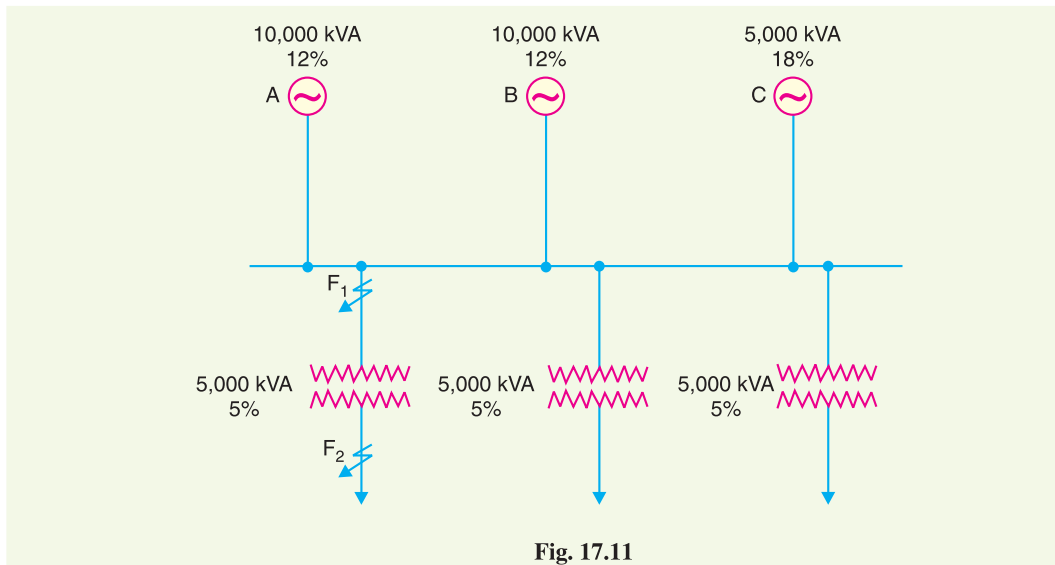 10,000 kVA 10,000 kVA 5,000 kVA
12% 12% 18%
A B C
F1
5,000 kVA 5,000 kVA 5,000 kVA
5% 5% 5%
F2
Fig. 17.11